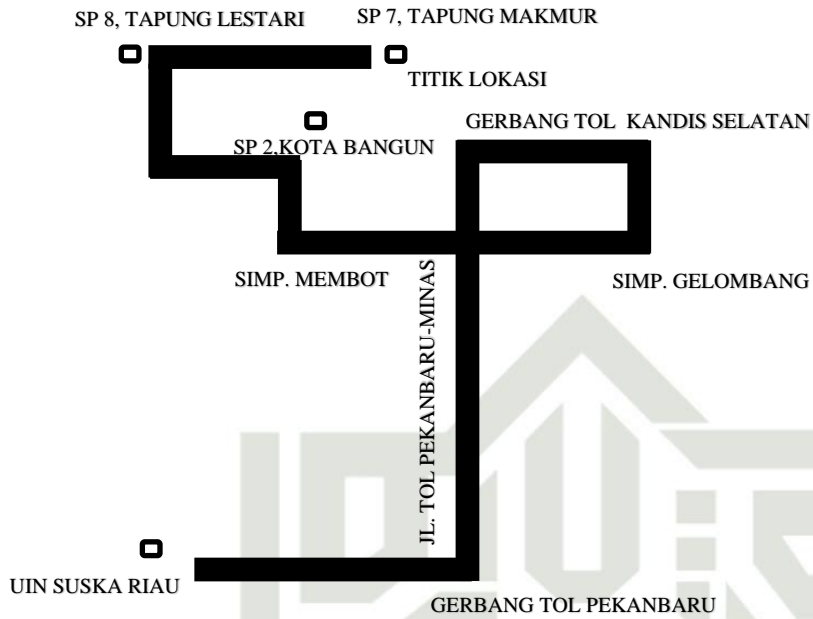 SP 8, TAPUNG LESTARI
SP 7, TAPUNG MAKMUR
TITIK LOKASI
GERBANG TOL KANDIS SELATAN
SP 2,KOTA BANGUN
SIMP. MEMBOT
SIMP. GELOMBANG
JL. TOL PEKANBARU-MINAS
UIN SUSKA RIAU
GERBANG TOL PEKANBARU